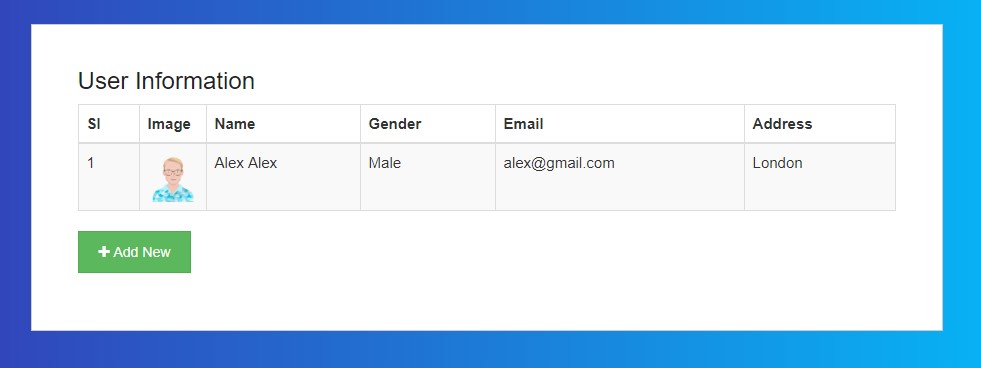 User Information
Sl Image Name Gender Email Address
1 Alex Alex Male alex@gmail.com London
Add New